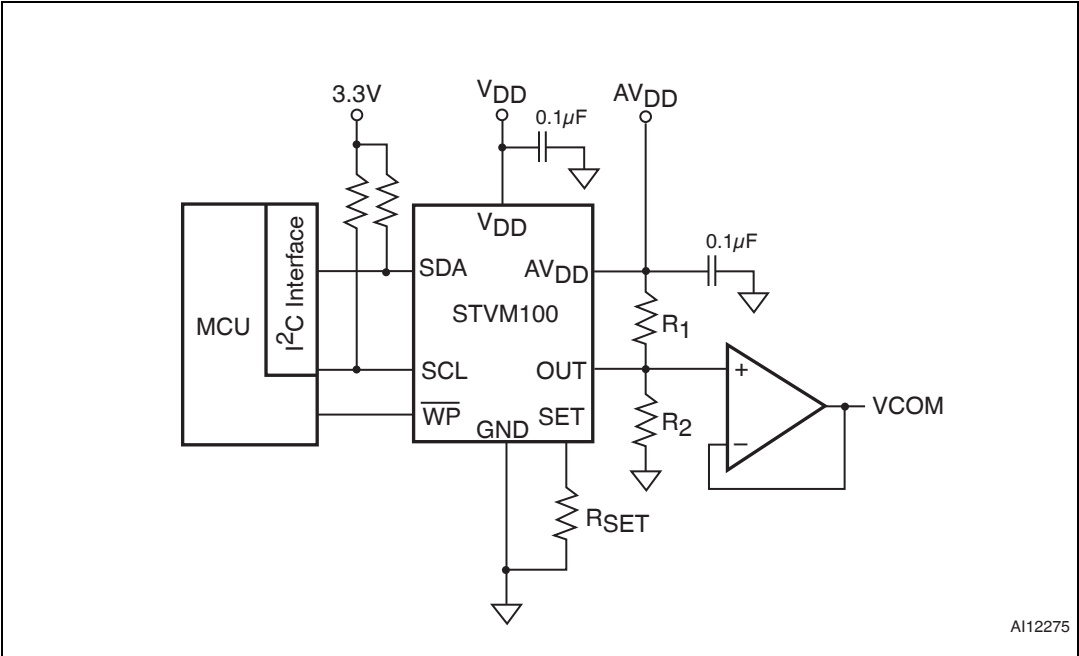 3.3V
VDD
0.1µF
AVDD
MCU
I2C Interface
VDD
SDA
AVDD
0.1µF
STVM100
R1
SCL
OUT
+
VCOM
WP
SET
GND
R2
−
RSET
AI12275